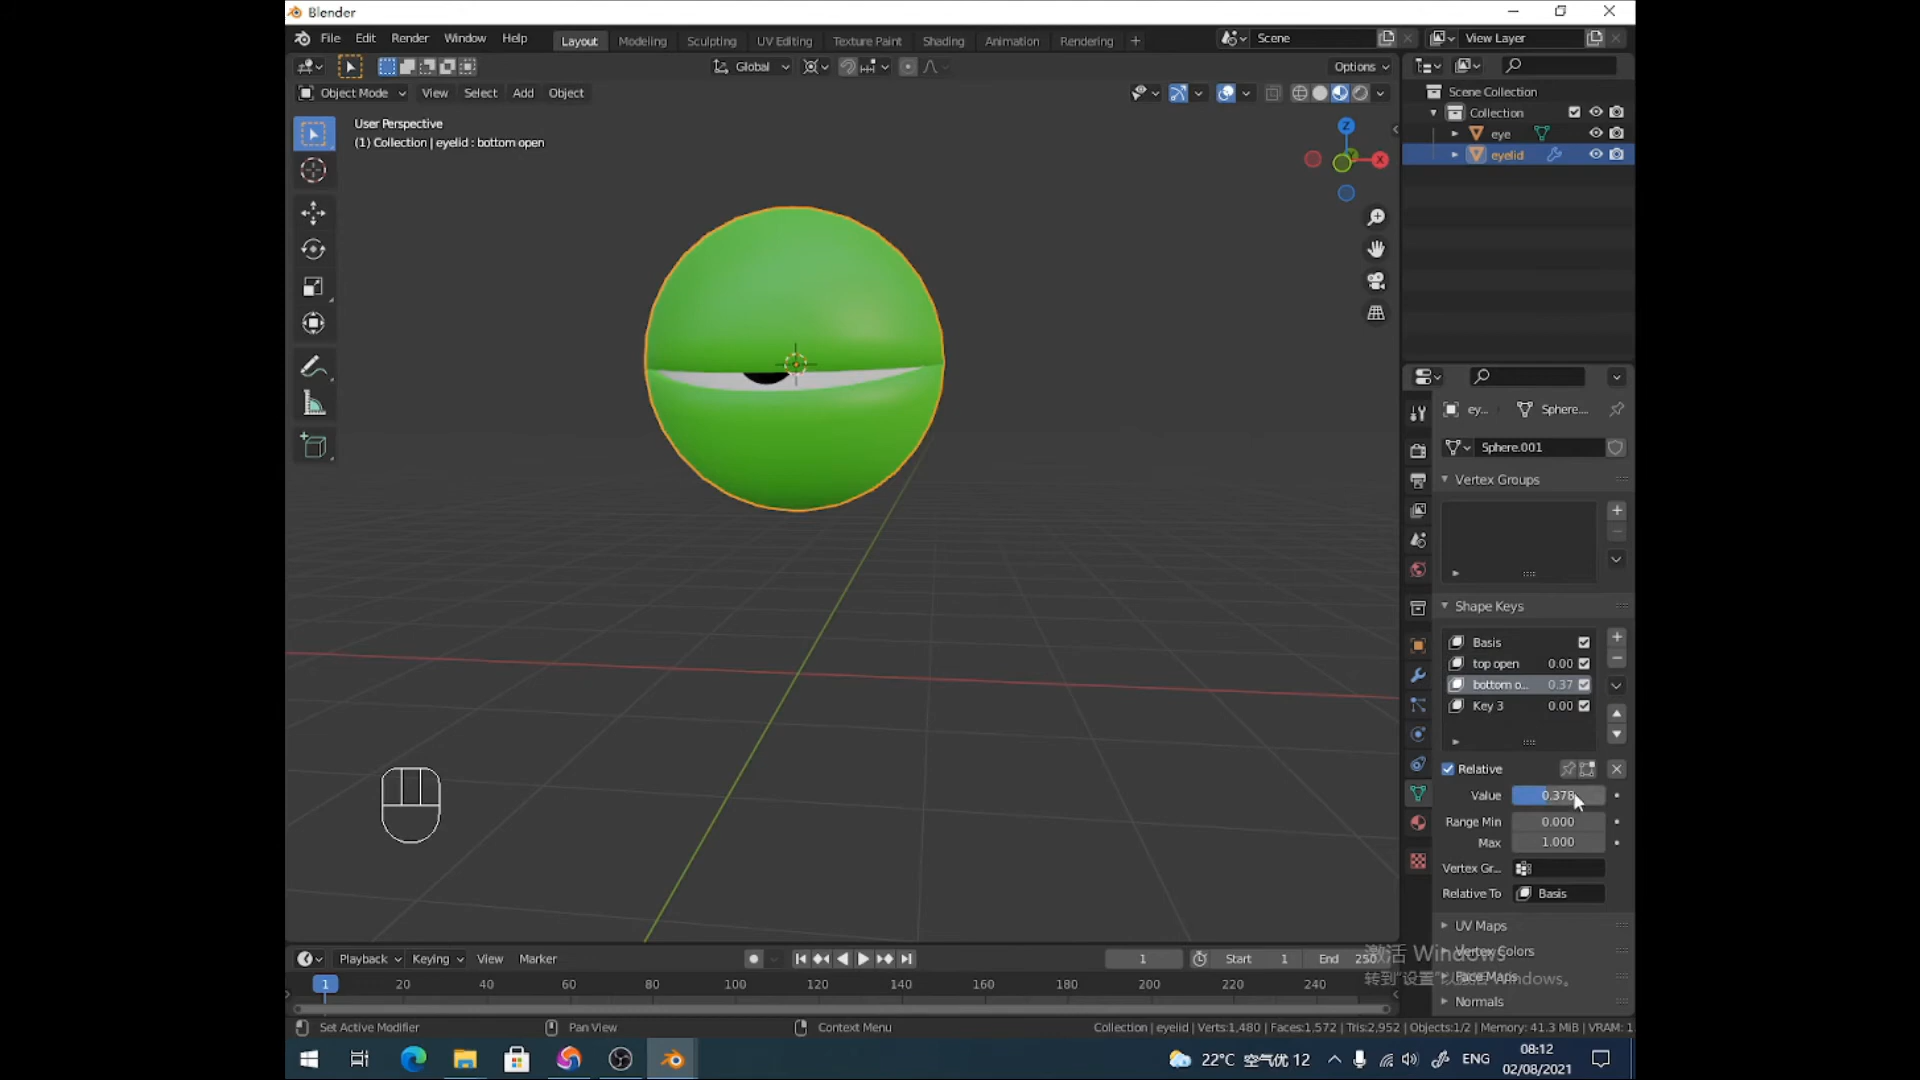 Blender
File Edit Render Window Help Layout Modeling Sculpting UV Editing Texture Paint Shading Animation Rendering + Scene View Layer
Global Options
Object Mode View Select Add Object
User Perspective
(1) Collection | eyelid : bottom open
Z
X
Scene Collection
Collection
eye
eyelid
ey... Sphere....
Sphere.001
Vertex Groups
Shape Keys
Basis
top open 0.00
bottom o... 0.37
Key 3 0.00
Relative
Value 0.378
Range Min 0.000
Max 1.000
Vertex Gr...
Relative To Basis
UV Maps
Vertex Colors
Face Maps
Normals
激活 Windows
转到"设置"以激活 Windows。
Playback Keying View Marker 1 Start 1 End 250
1 20 40 60 80 100 120 140 160 180 200 220 240
Set Active Modifier Pan View Context Menu Collection | eyelid | Verts:1,480 | Faces:1,572 | Tris:2,952 | Objects:1/2 | Memory: 41.3 MiB | VRAM: 1.
22°C 空气优 12 ENG 08:12
02/08/2021